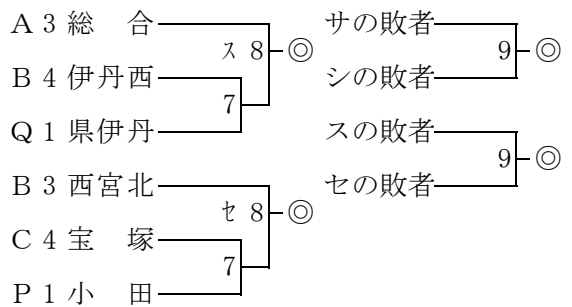 A 3 総　合
ス 8 ◎
B 4 伊丹西
7
Q 1 県伊丹
B 3 西宮北
セ 8 ◎
C 4 宝　塚
7
P 1 小　田
サの敗者
9 ◎
シの敗者
スの敗者
9 ◎
セの敗者